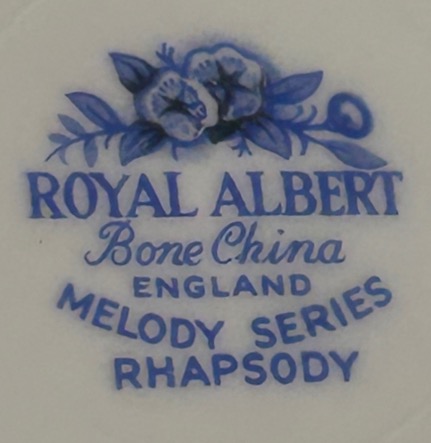 ROYAL ALBERT
Bone China
ENGLAND
MELODY SERIES
RHAPSODY